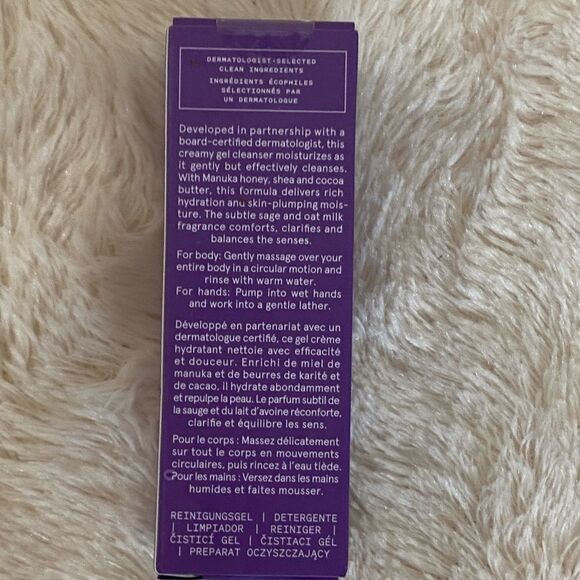 DERMATOLOGIST-SELECTED
CLEAN INGREDIENTS
INGRÉDIENTS ÉCOPHILES
SÉLECTIONNÉS PAR
UN DERMATOLOGUE
Developed in partnership with a
board-certified dermatologist, this
creamy gel cleanser moisturizes as
it gently but effectively cleanses.
With Manuka honey, shea and cocoa
butter, this formula delivers rich
hydration and skin-plumping mois-
ture. The subtle sage and oat milk
fragrance comforts, clarifies and
balances the senses.
For body: Gently massage over your
entire body in a circular motion and
rinse with warm water.
For hands: Pump into wet hands
and work into a gentle lather.
Développé en partenariat avec un
dermatologue certifié, ce gel crème
hydratant nettoie avec efficacité
et douceur. Enrichi de miel de
manuka et de beurres de karité et
de cacao, il hydrate abondamment
et repulpe la peau. Le parfum subtil de
la sauge et du lait d'avoine réconforte,
clarifie et équilibre les sens.
Pour le corps : Massez délicatement
sur tout le corps en mouvements
circulaires, puis rincez à l'eau tiède.
Pour les mains : Versez dans les mains
humides et faites mousser.
REINIGUNGSGEL | DETERGENTE
| LIMPIADOR | REINIGER |
ČISTICÍ GEL | ČISTIACI GÉL
| PREPARAT OCZYSZCZAJĄCY